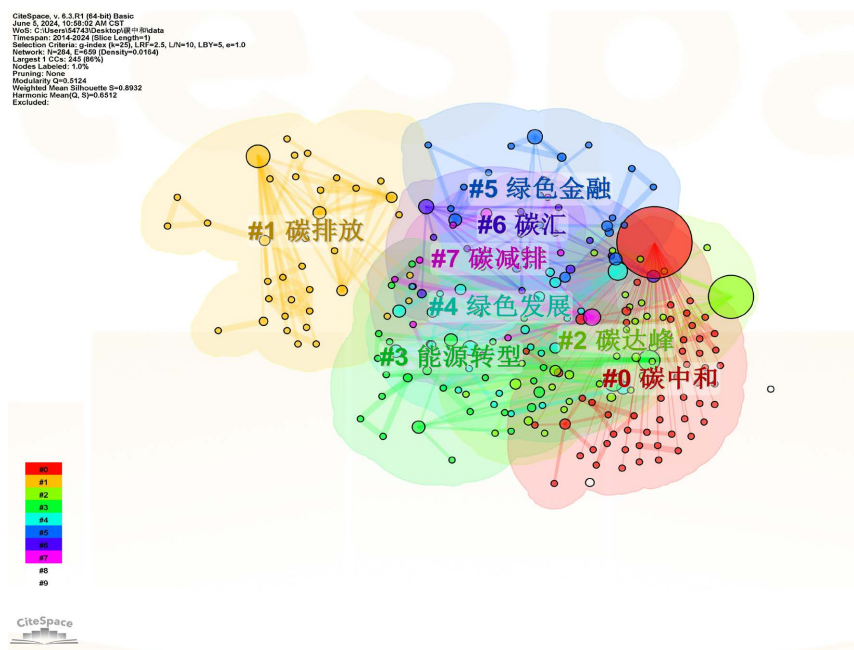 CiteSpace, v. 6.3.R1 (64-bit) Basic
June 5, 2024, 10:58:02 AM CST
WoS: C:\Users\54743\Desktop\碳中和\data
Timespan: 2014-2024 (Slice Length=1)
Selection Criteria: g-index (k=25), LRF=2.5, L/N=10, LBY=5, e=1.0
Network: N=284, E=659 (Density=0.0164)
Largest 1 CCs: 245 (86%)
Nodes Labeled: 1.0%
Pruning: None
Modularity Q=0.5124
Weighted Mean Silhouette S=0.8932
Harmonic Mean(Q, S)=0.6512
Excluded:
#5 绿色金融
#6 碳汇
#1 碳排放
#7 碳减排
#4 绿色发展
#2 碳达峰
#3 能源转型
#0 碳中和
#0
#1
#2
#3
#4
#5
#6
#7
#8
#9
CiteSpace